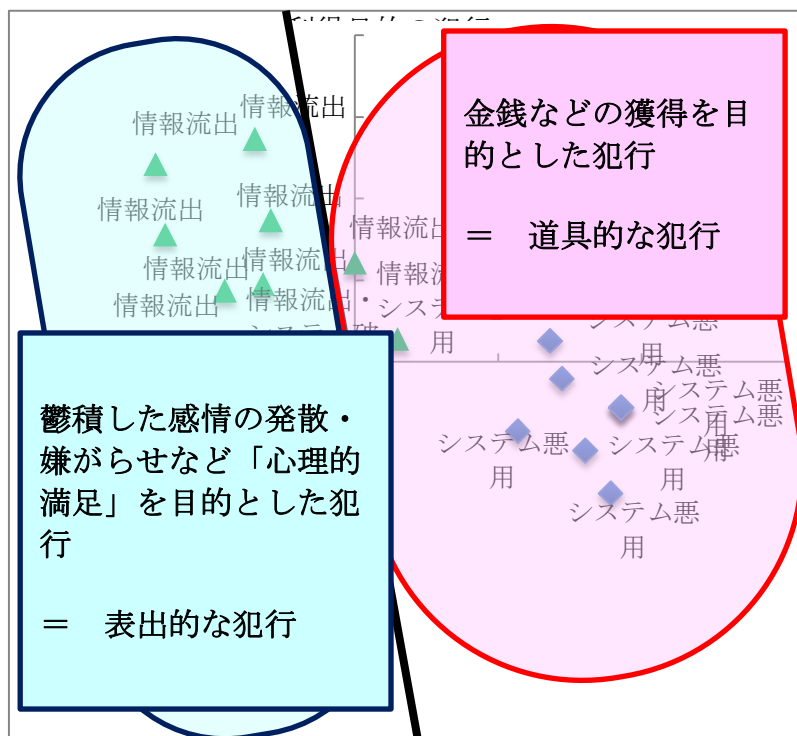 情報流出
情報流出
情報流出
情報流出
情報流出
情報流出
情報流出
情報流出・
金銭などの獲得を目
的とした犯行
＝　道具的な犯行
鬱積した感情の発散・
嫌がらせなど「心理的
満足」を目的とした犯
行
＝　表出的な犯行
情報流出
用
システム悪
用
システム悪
用
システム悪
用
システム悪
用
システム悪
用
システム悪
用
システム悪
用